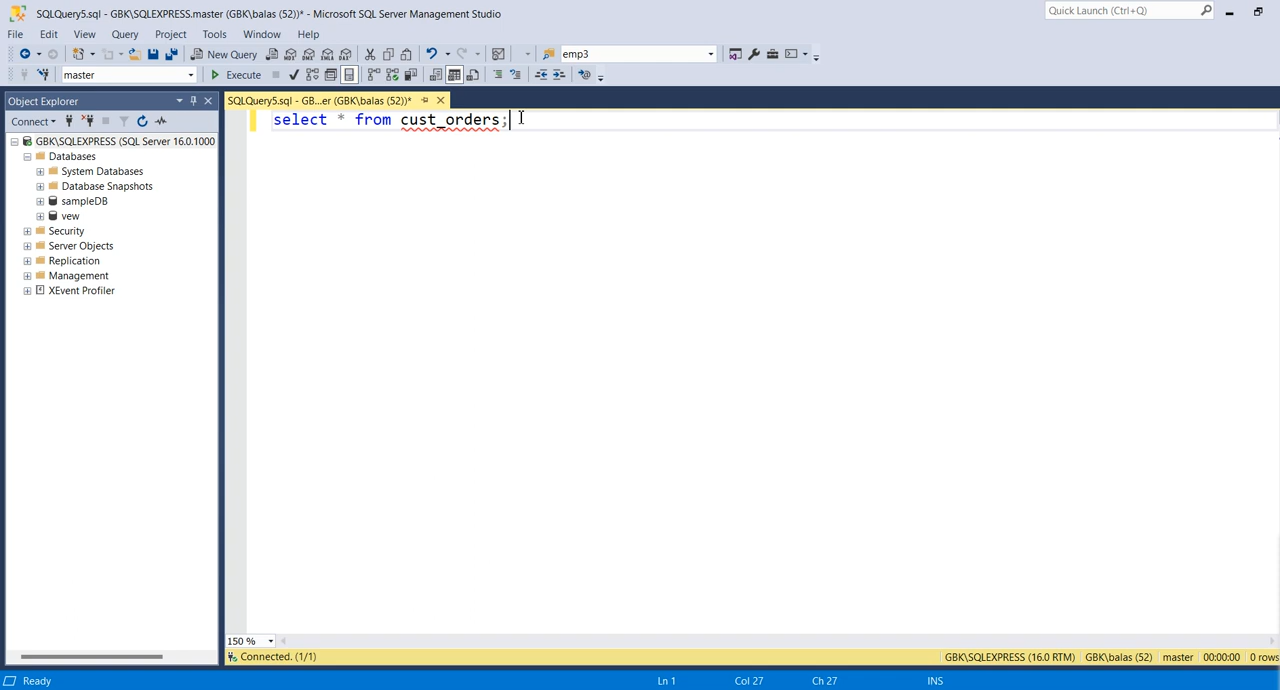 SQLQuery5.sql - GBK\SQLEXPRESS.master (GBK\balas (52))* - Microsoft SQL Server Management Studio
Quick Launch (Ctrl+Q)
File Edit View Query Project Tools Window Help
New Query MDX DMX XMLA DAX emp3
master Execute
Object Explorer
SQLQuery5.sql - GB...er (GBK\balas (52))*
Connect
select * from cust_orders;
GBK\SQLEXPRESS (SQL Server 16.0.1000
Databases
System Databases
Database Snapshots
sampleDB
vew
Security
Server Objects
Replication
Management
XEvent Profiler
150 %
Connected. (1/1) GBK\SQLEXPRESS (16.0 RTM) GBK\balas (52) master 00:00:00 0 rows
Ready Ln 1 Col 27 Ch 27 INS